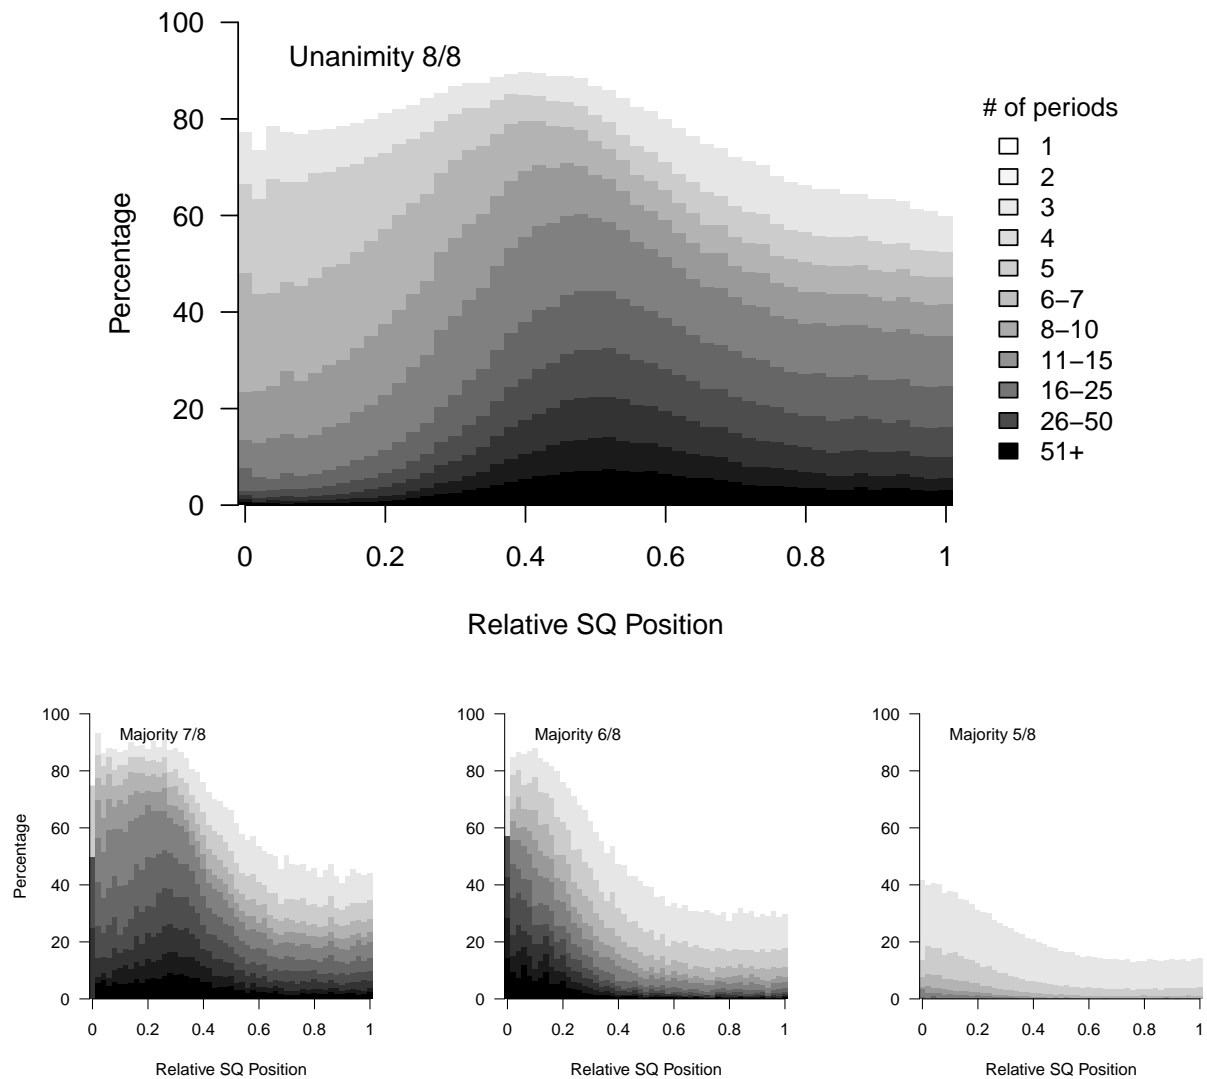 Unanimity 8/8
Percentage
100
80
60
40
20
0
0 0.2 0.4 0.6 0.8 1
Relative SQ Position
# of periods
1
2
3
4
5
6−7
8−10
11−15
16−25
26−50
51+
Majority 7/8
Percentage
100
80
60
40
20
0
0 0.2 0.4 0.6 0.8 1
Relative SQ Position
Majority 6/8
100
80
60
40
20
0
0 0.2 0.4 0.6 0.8 1
Relative SQ Position
Majority 5/8
100
80
60
40
20
0
0 0.2 0.4 0.6 0.8 1
Relative SQ Position